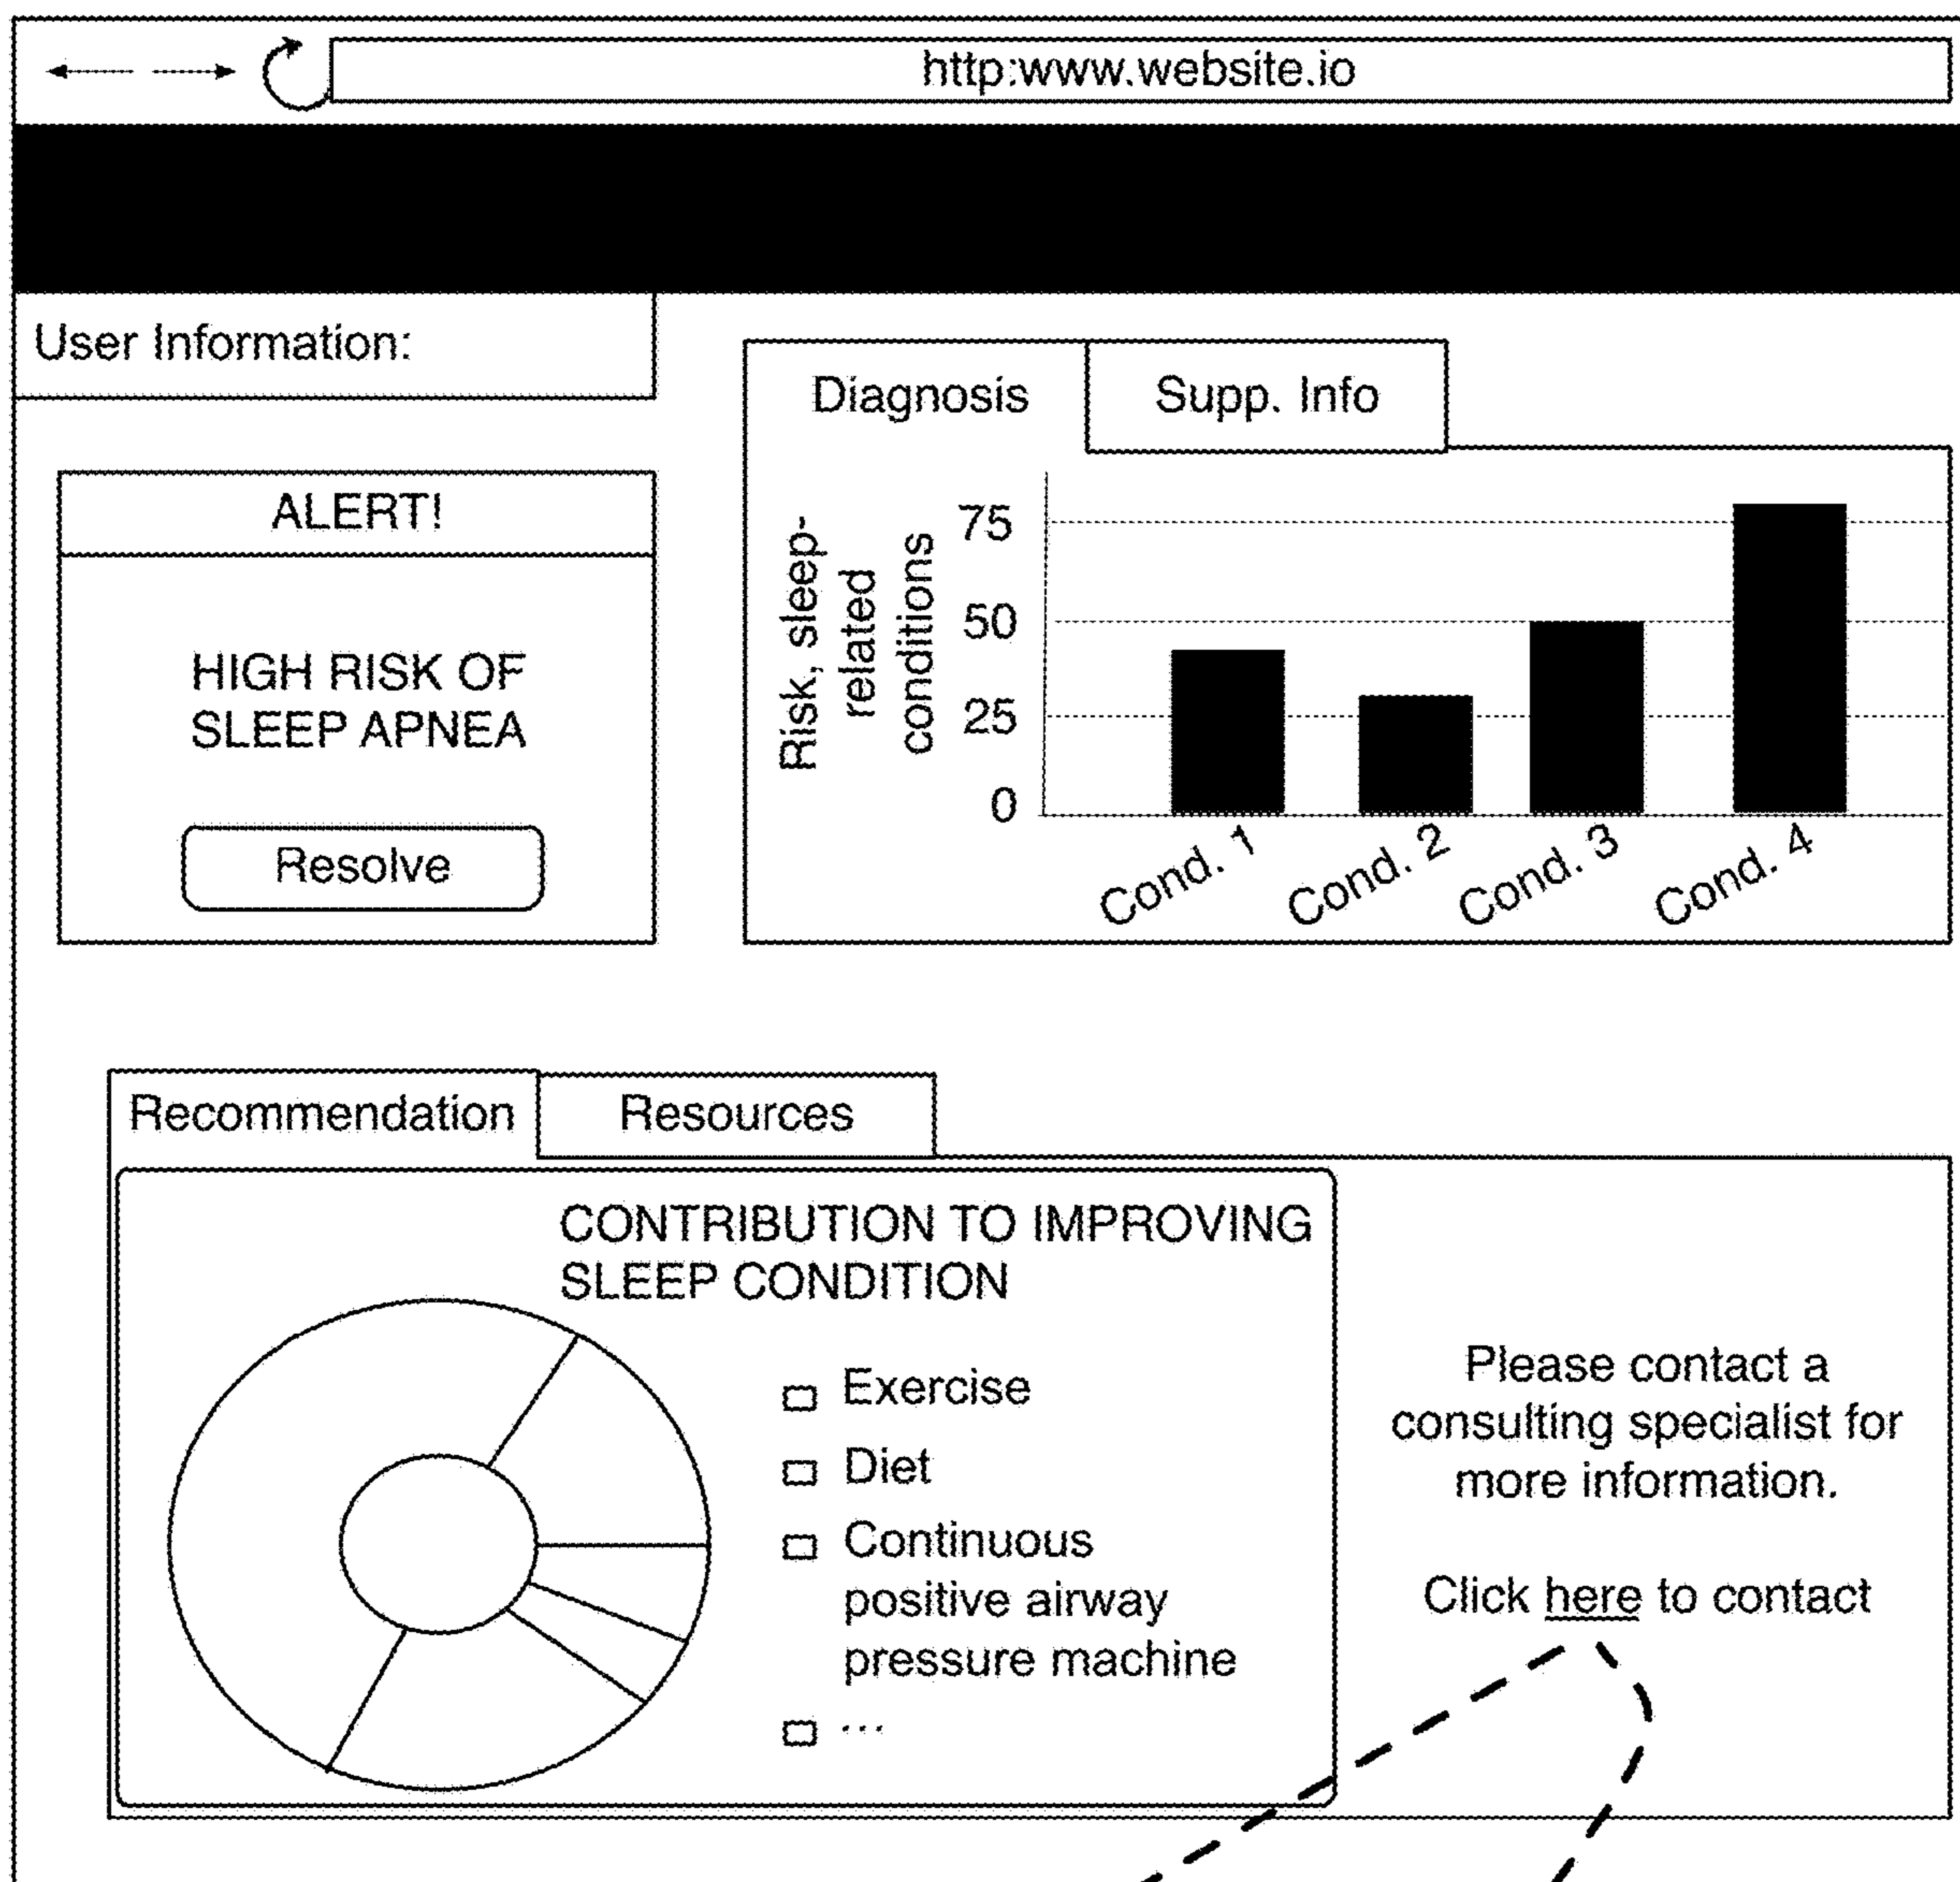 http:www.website.io
User Information:
Diagnosis
Supp. Info
ALERT!
HIGH RISK OF
SLEEP APNEA
Resolve
Risk, sleep-
related
conditions
75
50
25
0
Cond. 1
Cond. 2
Cond. 3
Cond. 4
Recommendation
Resources
CONTRIBUTION TO IMPROVING
SLEEP CONDITION
Exercise
Diet
Continuous
positive airway
pressure machine
...
Please contact a
consulting specialist for
more information.
Click here to contact